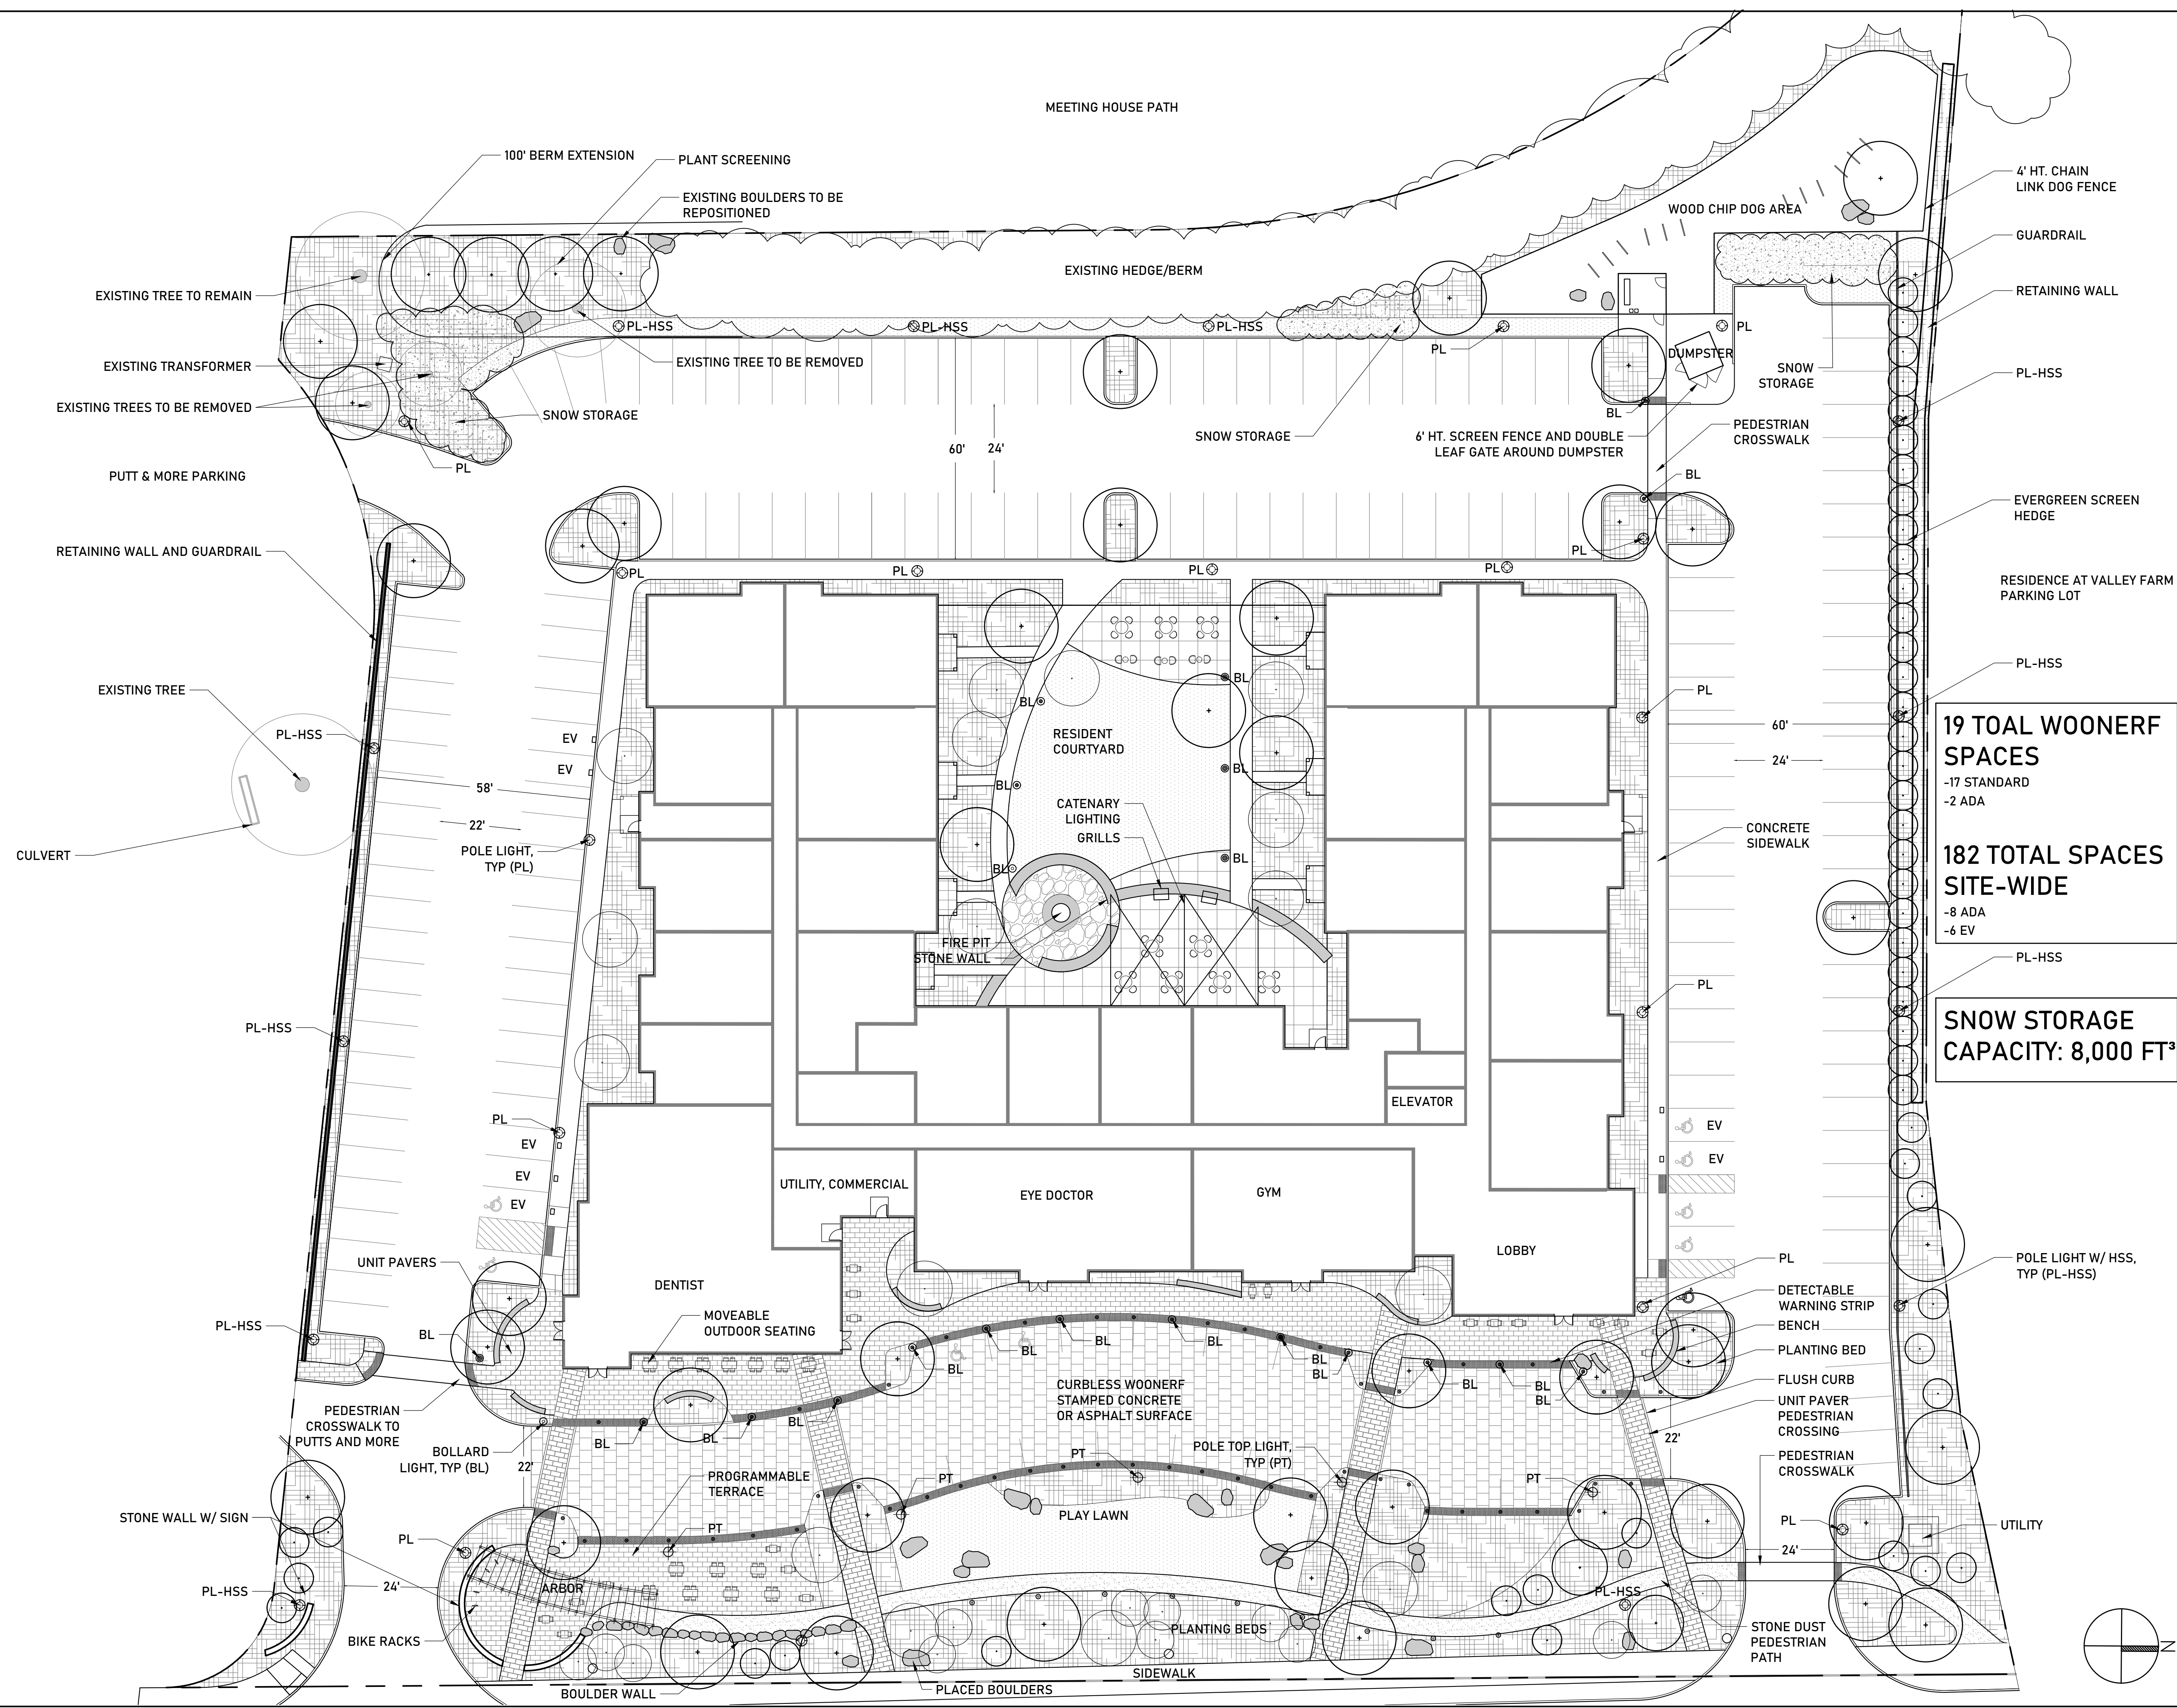 MEETING HOUSE PATH
100' BERM EXTENSION
PLANT SCREENING
EXISTING BOULDERS TO BE
REPOSITIONED
4' HT. CHAIN
LINK DOG FENCE
WOOD CHIP DOG AREA
GUARDRAIL
EXISTING HEDGE/BERM
EXISTING TREE TO REMAIN
RETAINING WALL
PL-HSS
PL-HSS
PL-HSS
PL
PL
EXISTING TREE TO BE REMOVED
DUMPSTER
EXISTING TRANSFORMER
SNOW
STORAGE
PL-HSS
EXISTING TREES TO BE REMOVED
SNOW STORAGE
BL
SNOW STORAGE
6' HT. SCREEN FENCE AND DOUBLE
LEAF GATE AROUND DUMPSTER
PEDESTRIAN
CROSSWALK
60'
24'
PL
BL
PUTT & MORE PARKING
EVERGREEN SCREEN
HEDGE
RETAINING WALL AND GUARDRAIL
PL
PL
PL
PL
PL
RESIDENCE AT VALLEY FARM
PARKING LOT
PL-HSS
EXISTING TREE
BL
PL
BL
PL-HSS
EV
RESIDENT
COURTYARD
60'
19 TOAL WOONERF
SPACES
-17 STANDARD
-2 ADA
EV
BL
24'
58'
BL
CATENARY
LIGHTING
GRILLS
22'
CONCRETE
SIDEWALK
CULVERT
POLE LIGHT,
TYP (PL)
BL
BL
182 TOTAL SPACES
SITE-WIDE
-8 ADA
-6 EV
FIRE PIT
STONE WALL
PL-HSS
PL
PL-HSS
SNOW STORAGE
CAPACITY: 8,000 FT³
ELEVATOR
PL
EV
EV
EV
EV
EV
UTILITY, COMMERCIAL
EYE DOCTOR
GYM
LOBBY
UNIT PAVERS
PL
POLE LIGHT W/ HSS,
TYP (PL-HSS)
DENTIST
DETECTABLE
WARNING STRIP
MOVEABLE
OUTDOOR SEATING
PL-HSS
BL
BENCH
BL
BL
BL
BL
BL
BL
BL
BL
BL
PLANTING BED
FLUSH CURB
CURBLESS WOONERF
STAMPED CONCRETE
OR ASPHALT SURFACE
UNIT PAVER
PEDESTRIAN
CROSSING
PEDESTRIAN
CROSSWALK TO
PUTTS AND MORE
BL
BL
BL
BOLLARD
LIGHT, TYP (BL)
22'
22'
POLE TOP LIGHT,
TYP (PT)
PT
PT
PT
PEDESTRIAN
CROSSWALK
PROGRAMMABLE
TERRACE
STONE WALL W/ SIGN
PLAY LAWN
PL
UTILITY
PL
PT
24'
24'
PL-HSS
ARBOR
PL-HSS
BIKE RACKS
PLANTING BEDS
STONE DUST
PEDESTRIAN
PATH
SIDEWALK
BOULDER WALL
PLACED BOULDERS
N